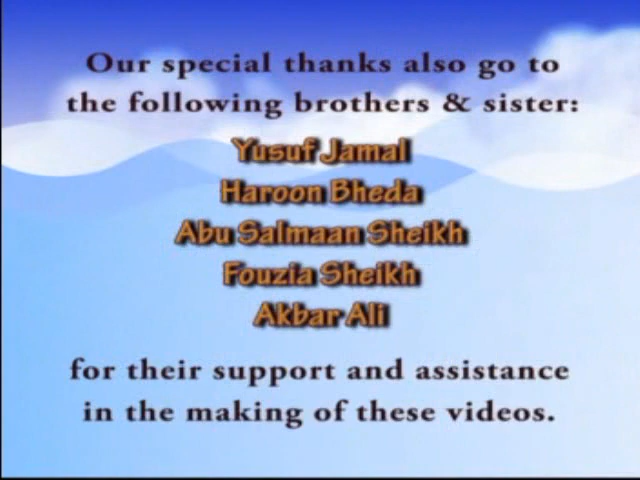 Our special thanks also go to
the following brothers & sister:
Yusuf Jamal
Haroon Bheda
Abu Salmaan Sheikh
Fouzia Sheikh
Akbar Ali
for their support and assistance
in the making of these videos.